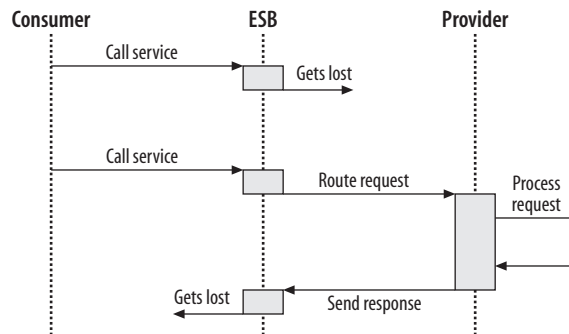 Consumer
ESB
Provider
Call service
Gets lost
Call service
Route request
Process
request
Gets lost
Send response